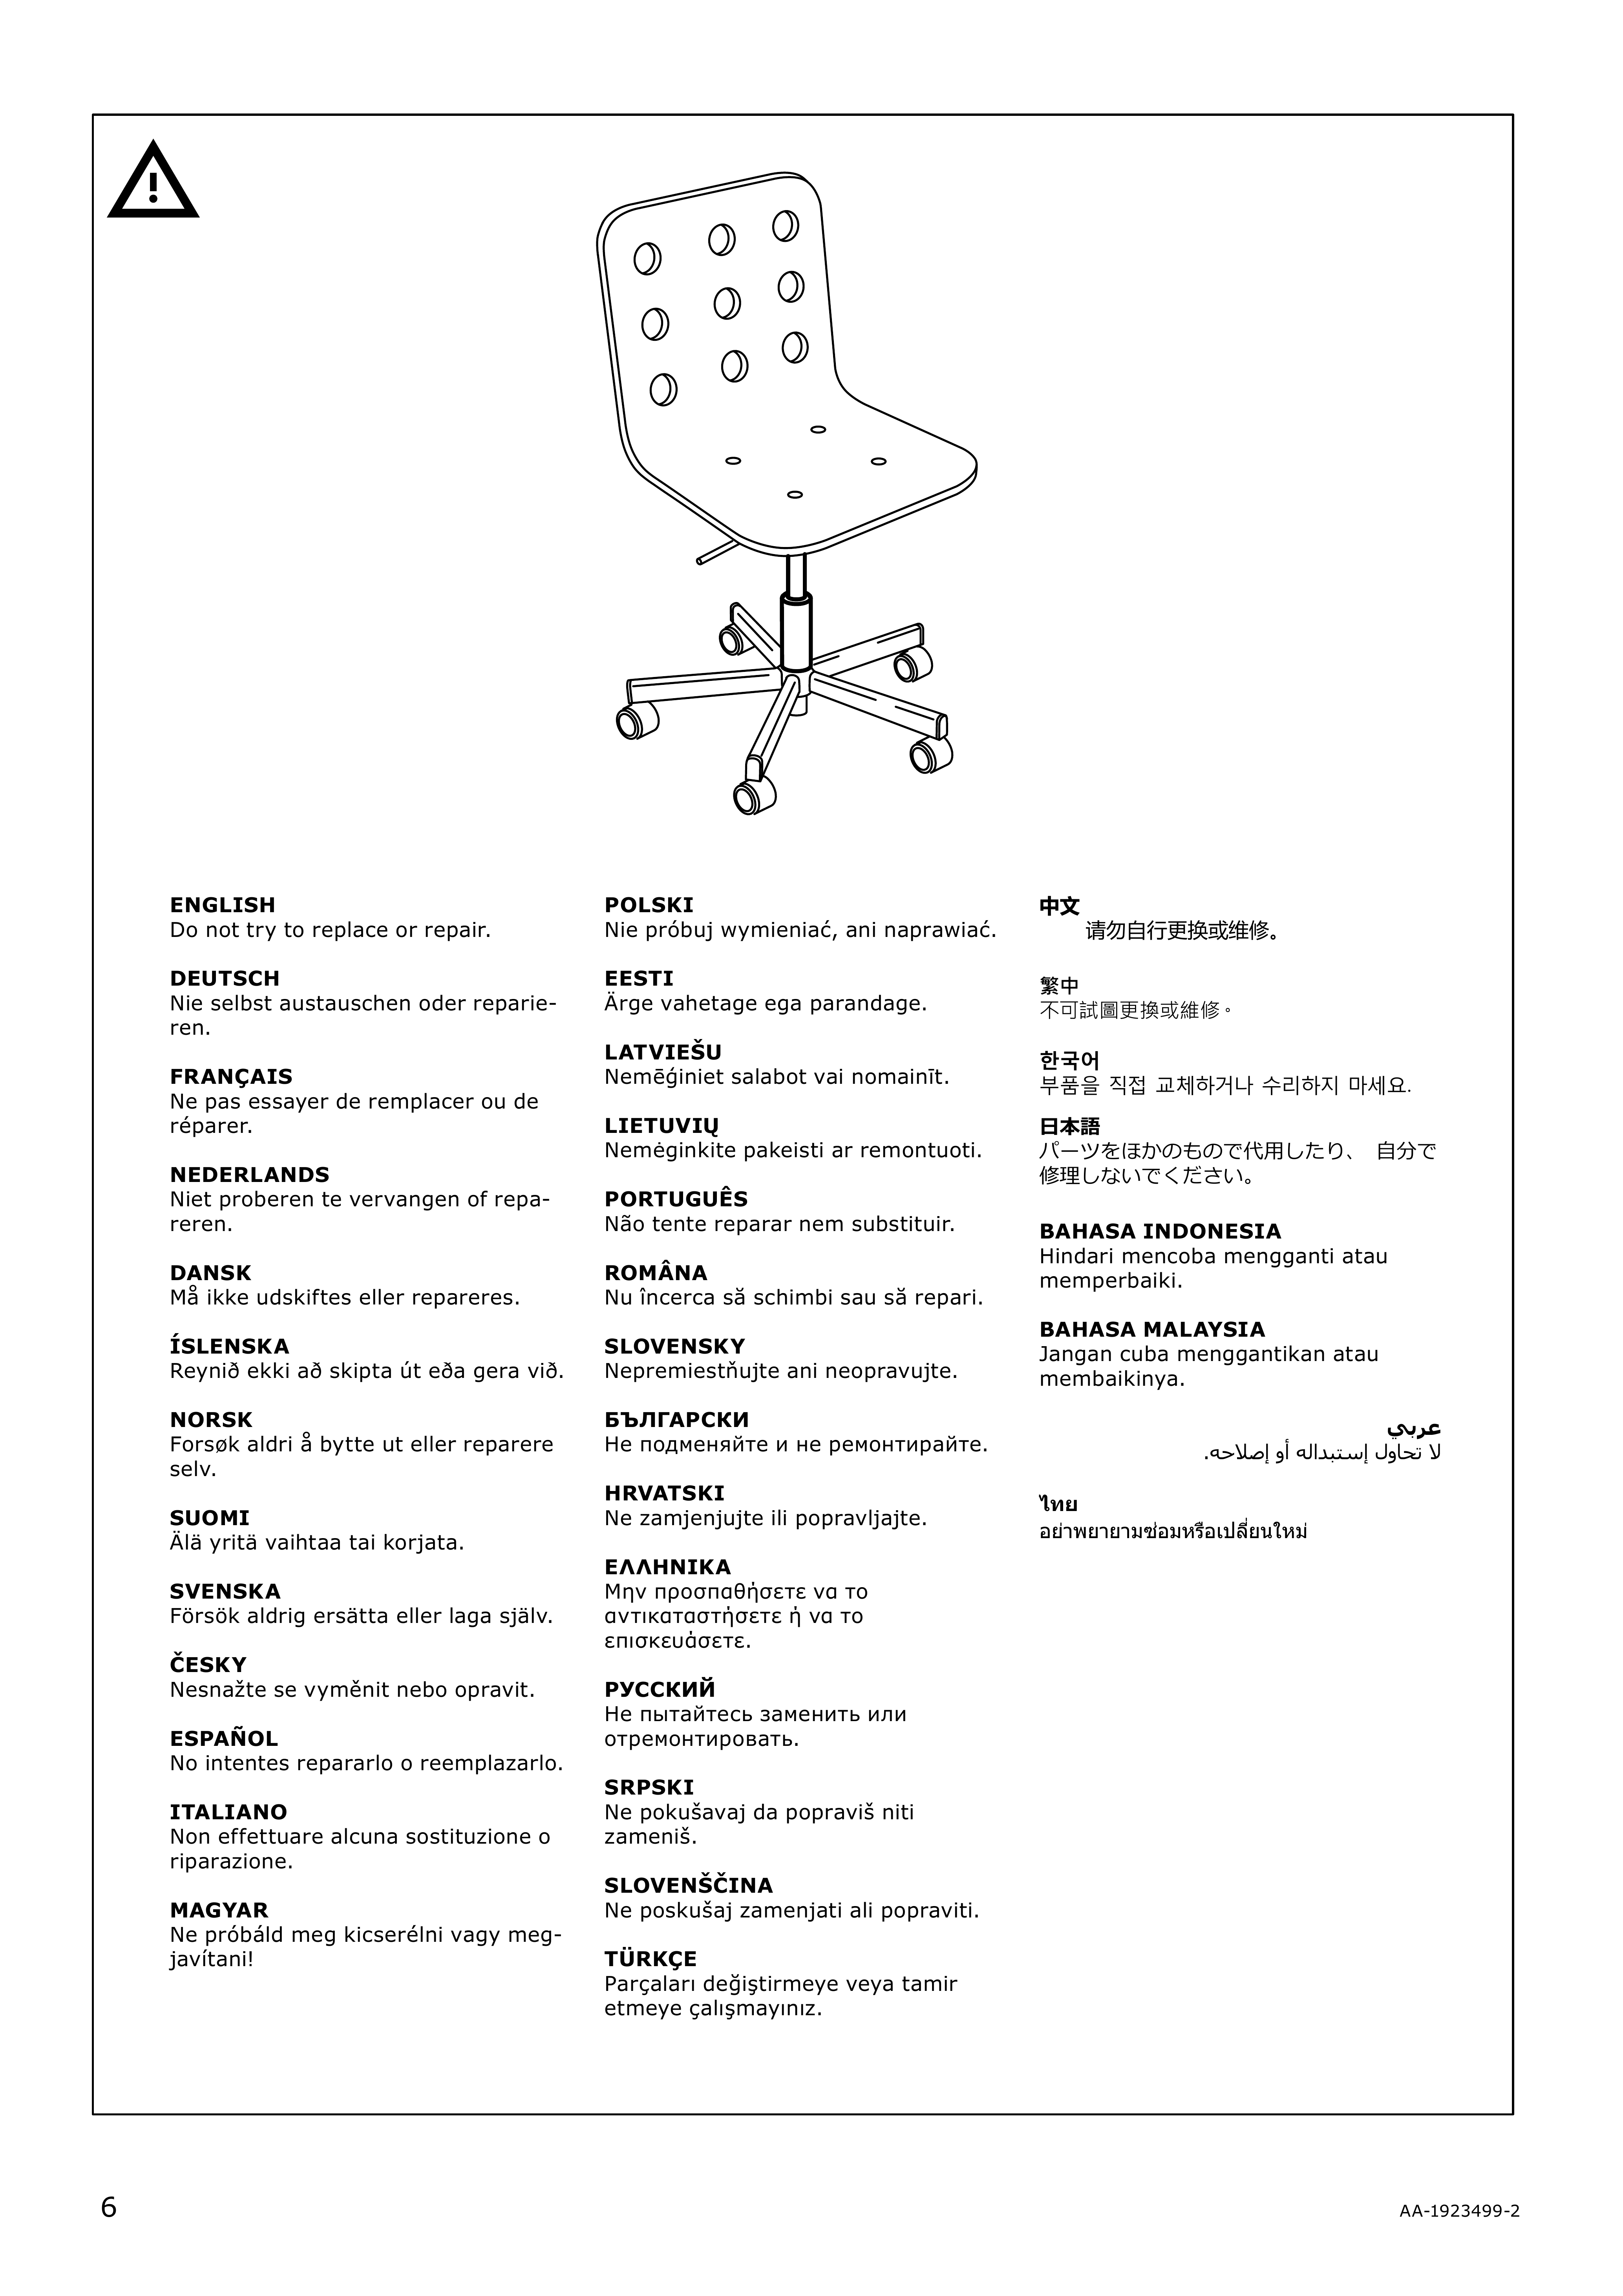 ENGLISH
Do not try to replace or repair.
DEUTSCH
Nie selbst austauschen oder reparie-
ren.
FRANÇAIS
Ne pas essayer de remplacer ou de
réparer.
NEDERLANDS
Niet proberen te vervangen of repa-
reren.
DANSK
Må ikke udskiftes eller repareres.
ÍSLENSKA
Reynið ekki að skipta út eða gera við.
NORSK
Forsøk aldri å bytte ut eller reparere
selv.
SUOMI
Älä yritä vaihtaa tai korjata.
SVENSKA
Försök aldrig ersätta eller laga själv.
ČESKY
Nesnažte se vyměnit nebo opravit.
ESPAÑOL
No intentes repararlo o reemplazarlo.
ITALIANO
Non effettuare alcuna sostituzione o
riparazione.
MAGYAR
Ne próbáld meg kicserélni vagy meg-
javítani!
POLSKI
Nie próbuj wymieniać, ani naprawiać.
EESTI
Ärge vahetage ega parandage.
LATVIEŠU
Nemēģiniet salabot vai nomainīt.
LIETUVIŲ
Nemėginkite pakeisti ar remontuoti.
PORTUGUÊS
Não tente reparar nem substituir.
ROMÂNA
Nu încerca să schimbi sau să repari.
SLOVENSKY
Nepremiestňujte ani neopravujte.
БЪЛГАРСКИ
Не подменяйте и не ремонтирайте.
HRVATSKI
Ne zamjenjujte ili popravljajte.
ΕΛΛΗΝΙΚΑ
Μην προσπαθήσετε να το
αντικαταστήσετε ή να το
επισκευάσετε.
РУССКИЙ
Не пытайтесь заменить или
отремонтировать.
SRPSKI
Ne pokušavaj da popraviš niti
zameniš.
SLOVENŠČINA
Ne poskušaj zamenjati ali popraviti.
TÜRKÇE
Parçaları değiştirmeye veya tamir
etmeye çalışmayınız.
中文
请勿自行更换或维修。
繁中
不可試圖更換或維修。
한국어
부품을 직접 교체하거나 수리하지 마세요.
日本語
パーツをほかのもので代用したり、 自分で
修理しないでください。
BAHASA INDONESIA
Hindari mencoba mengganti atau
memperbaiki.
BAHASA MALAYSIA
Jangan cuba menggantikan atau
membaikinya.
عربي
لا تحاول إستبداله أو إصلاحه.
ไทย
อย่าพยายามซ่อมหรือเปลี่ยนใหม่
6
AA-1923499-2